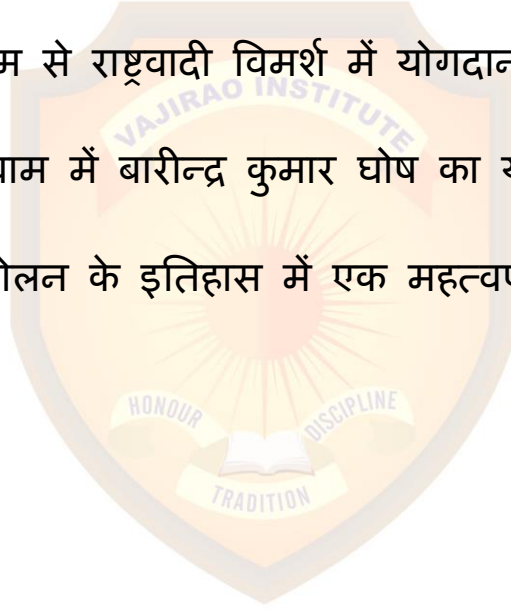 म से राष्ट्रवादी विमर्श में योगदान
VAJIRAO INSTITUTE
ाम में बारीन्द्र कुमार घोष का
ोलन के इतिहास में एक महत्वप
HONOUR
DISCIPLINE
TRADITION